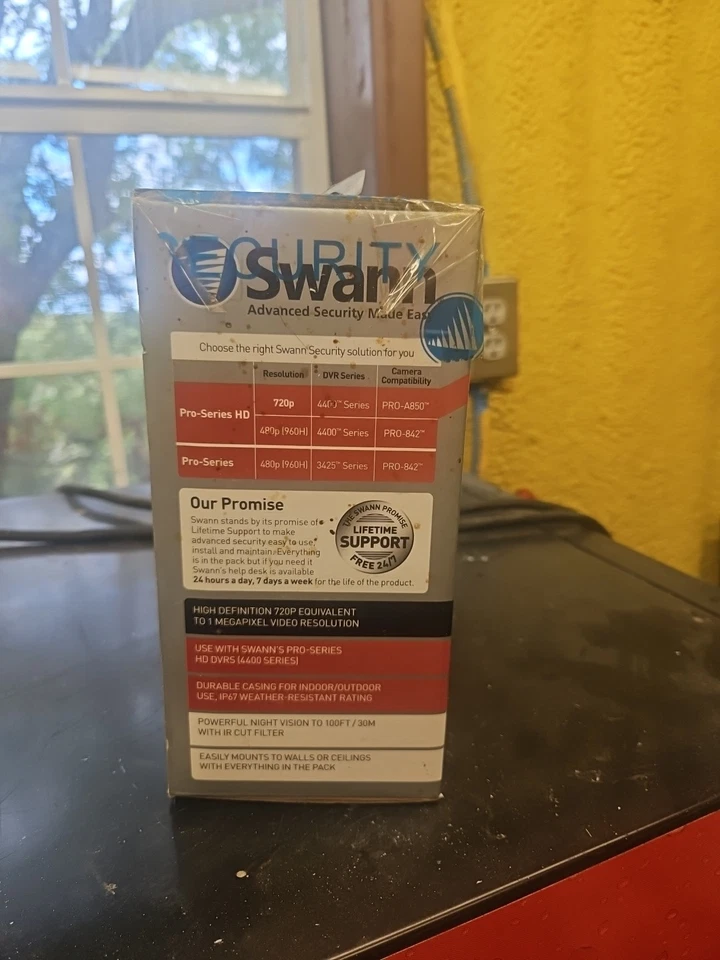 SECURITY
Swann
Advanced Security Made Easy
Choose the right Swann Security solution for you
Resolution DVR Series Camera Compatibility
Pro-Series HD 720p 4400™ Series PRO-A850™
480p (960H) 4400™ Series PRO-842™
Pro-Series 480p (960H) 3425™ Series PRO-842™
Our Promise
Swann stands by its promise of
Lifetime Support to make
advanced security easy to use,
install and maintain. Everything
is in the pack but if you need it
Swann's help desk is available
24 hours a day, 7 days a week for the life of the product.
THE SWANN PROMISE
LIFETIME
SUPPORT
FREE 24/7
HIGH DEFINITION 720P EQUIVALENT
TO 1 MEGAPIXEL VIDEO RESOLUTION
USE WITH SWANN'S PRO-SERIES
HD DVRS (4400 SERIES)
DURABLE CASING FOR INDOOR/OUTDOOR
USE, IP67 WEATHER-RESISTANT RATING
POWERFUL NIGHT VISION TO 100FT / 30M
WITH IR CUT FILTER
EASILY MOUNTS TO WALLS OR CEILINGS
WITH EVERYTHING IN THE PACK